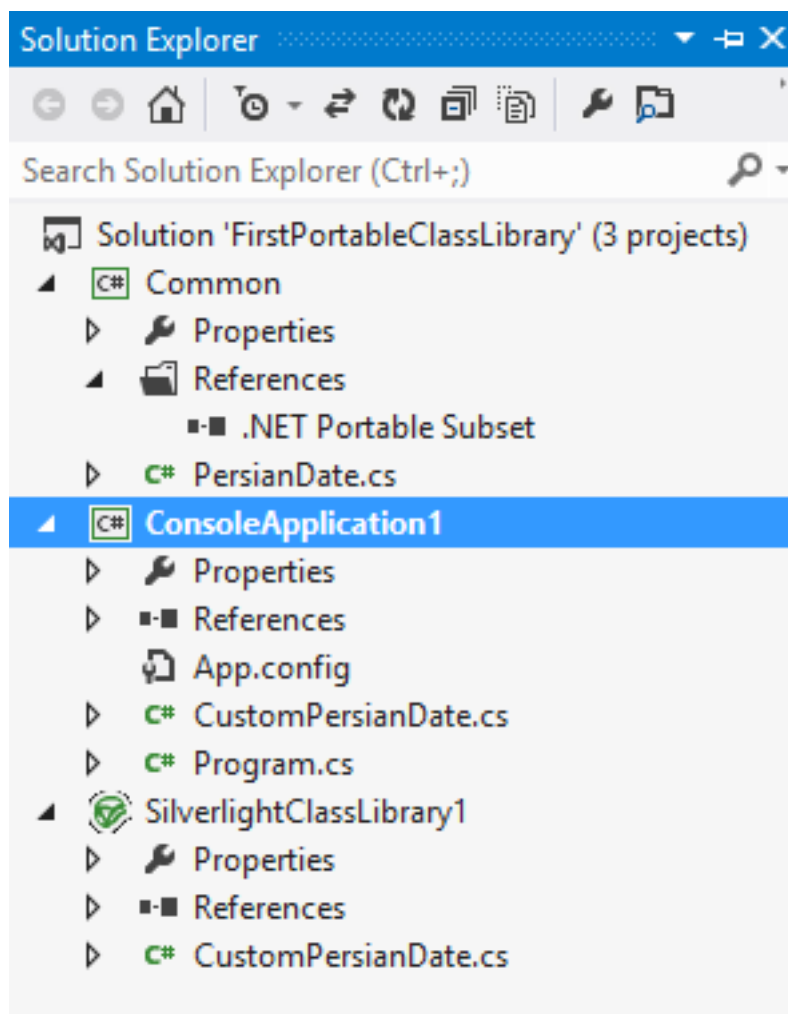 Solution Explorer
Search Solution Explorer (Ctrl+;)
Solution 'FirstPortableClassLibrary' (3 projects)
C# Common
Properties
References
.NET Portable Subset
C# PersianDate.cs
C# ConsoleApplication1
Properties
References
App.config
C# CustomPersianDate.cs
C# Program.cs
SilverlightClassLibrary1
Properties
References
C# CustomPersianDate.cs